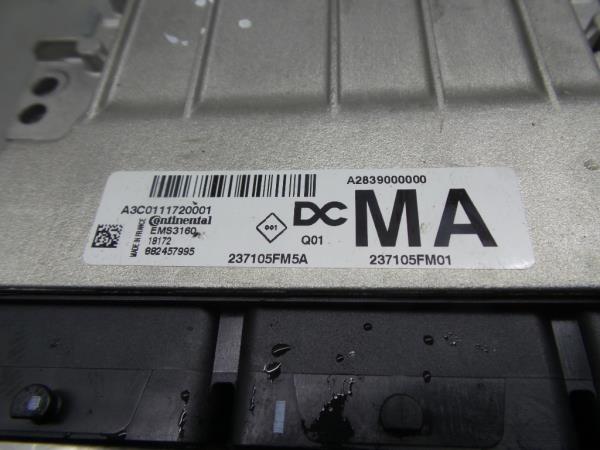 A2839000000
A3C0111720001
Continental
EMS3160
18172
882457995
MADE IN FRANCE
001
DC
Q01
MA
237105FM5A
237105FM01